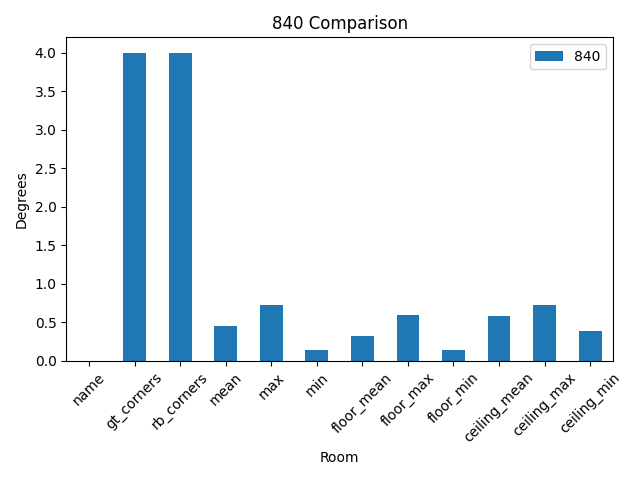 840 Comparison
840
Degrees
4.0
3.5
3.0
2.5
2.0
1.5
1.0
0.5
0.0
name
gt_corners
rb_corners
mean
max
min
floor_mean
floor_max
floor_min
ceiling_mean
ceiling_max
ceiling_min
Room